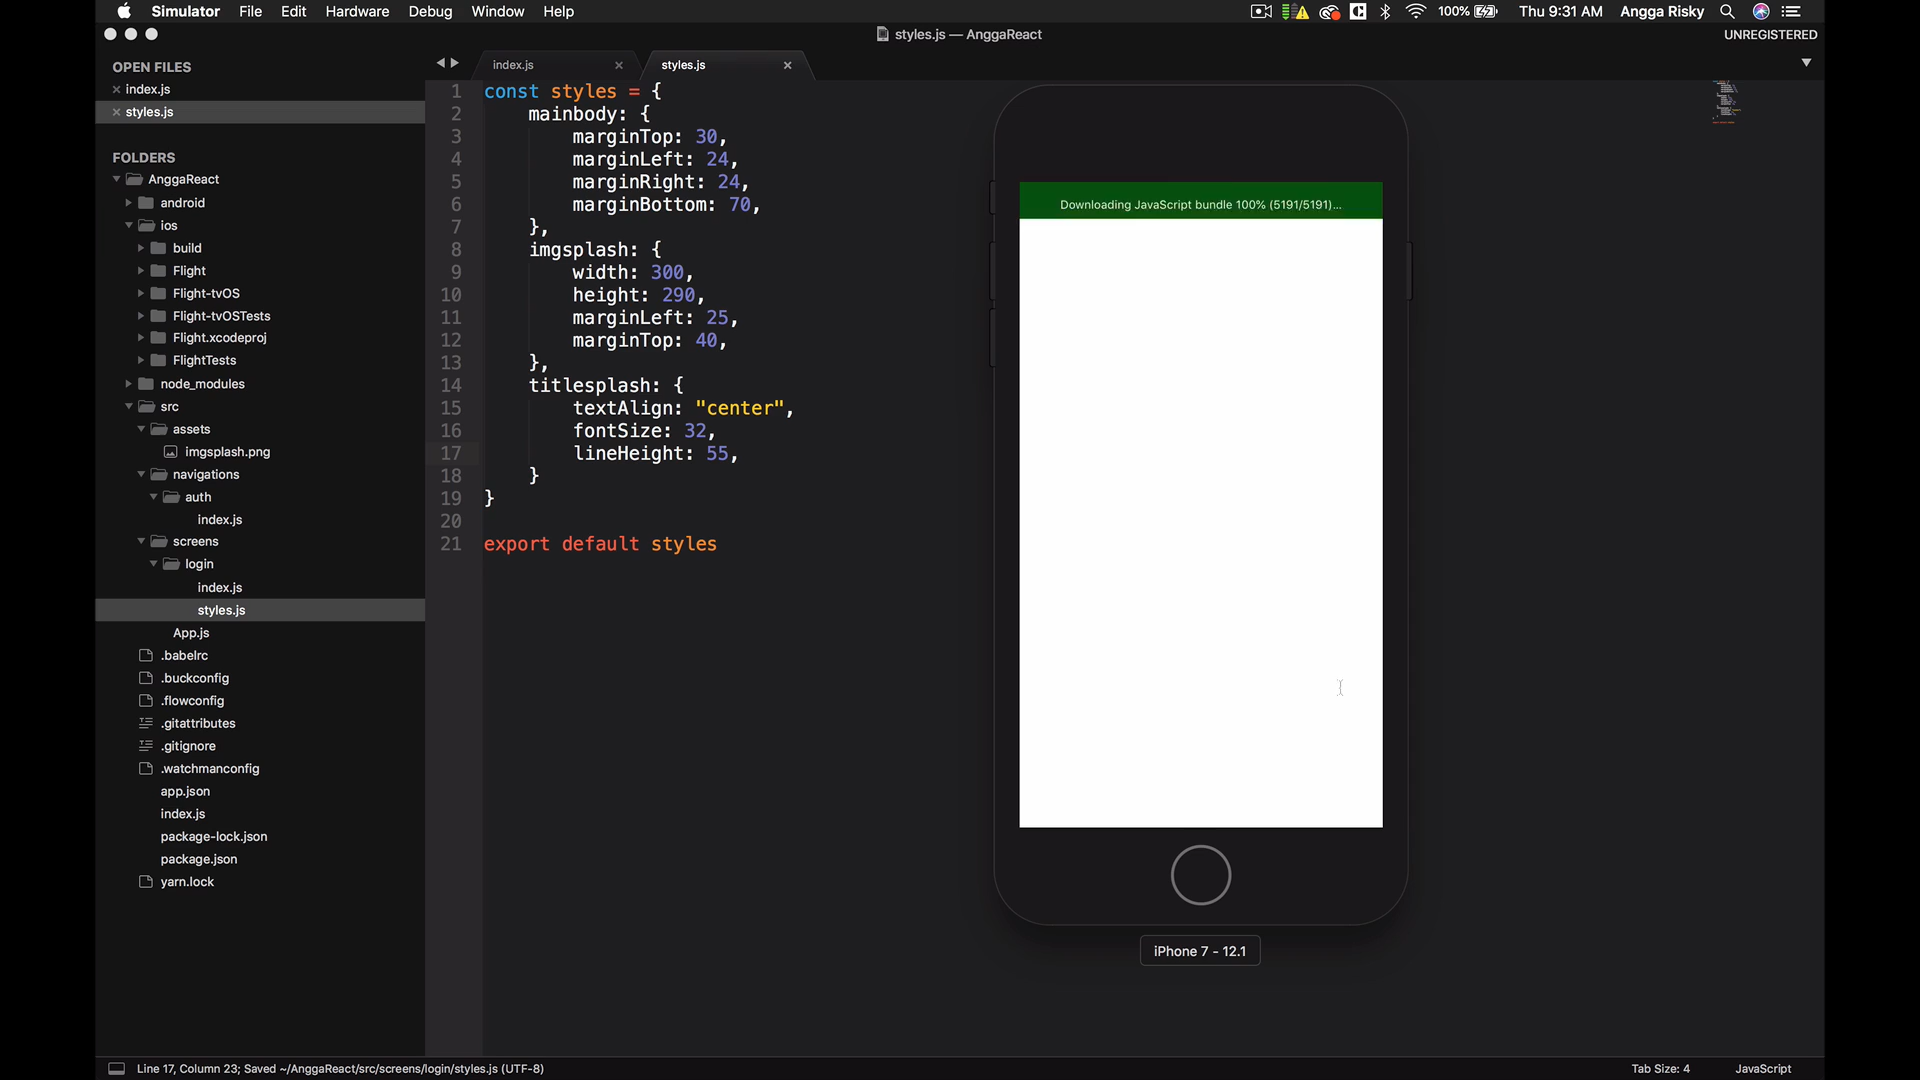 Simulator File Edit Hardware Debug Window Help 100% Thu 9:31 AM Angga Risky
styles.js — AnggaReact
UNREGISTERED
OPEN FILES
index.js
styles.js
FOLDERS
AnggaReact
android
ios
build
Flight
Flight-tvOS
Flight-tvOSTests
Flight.xcodeproj
FlightTests
node_modules
src
assets
imgsplash.png
navigations
auth
index.js
screens
login
index.js
styles.js
App.js
.babelrc
.buckconfig
.flowconfig
.gitattributes
.gitignore
.watchmanconfig
app.json
index.js
package-lock.json
package.json
yarn.lock
index.js
styles.js
1 const styles = {
2 mainbody: {
3 marginTop: 30,
4 marginLeft: 24,
5 marginRight: 24,
6 marginBottom: 70,
7 },
8 imgsplash: {
9 width: 300,
10 height: 290,
11 marginLeft: 25,
12 marginTop: 40,
13 },
14 titlesplash: {
15 textAlign: "center",
16 fontSize: 32,
17 lineHeight: 55,
18 }
19 }
20
21 export default styles
Downloading JavaScript bundle 100% (5191/5191)...
iPhone 7 - 12.1
Line 17, Column 23; Saved ~/AnggaReact/src/screens/login/styles.js (UTF-8)
Tab Size: 4
JavaScript